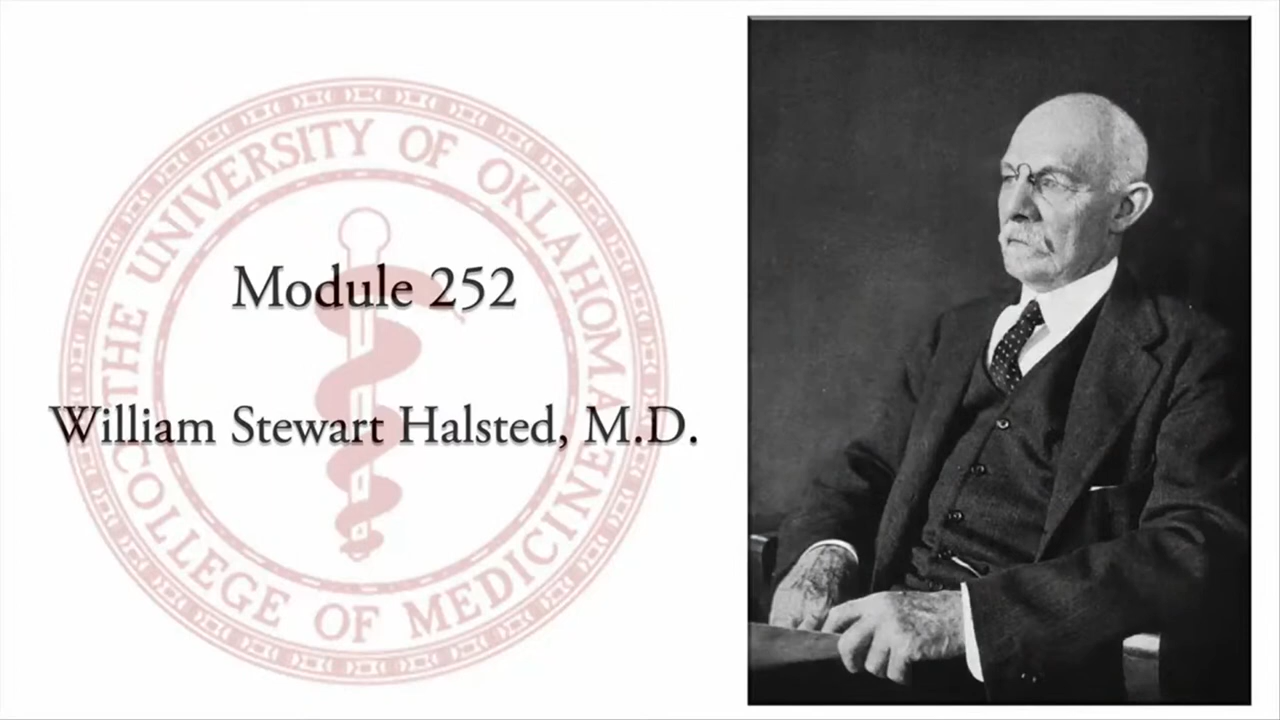 THE UNIVERSITY OF OKLAHOMA
COLLEGE OF MEDICINE
Module 252
William Stewart Halsted, M.D.